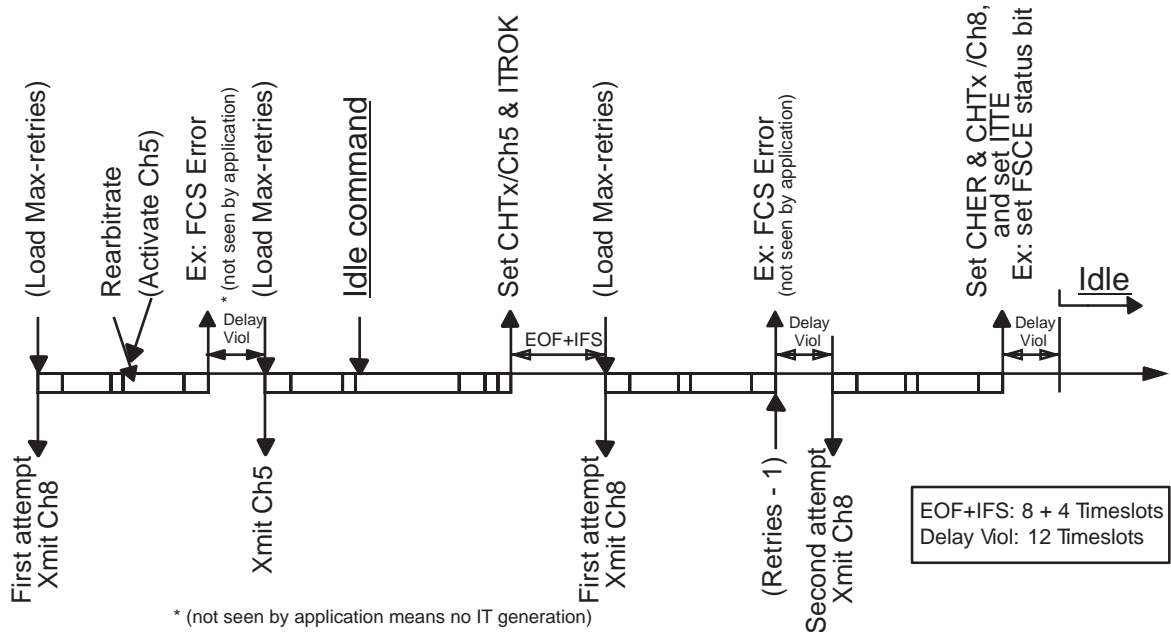 (Load Max-retries)
Rearbitrate
(Activate Ch5)
Ex: FCS Error
* (not seen by application)
(Load Max-retries)
Idle command
Set CHTx/Ch5 & ITROK
(Load Max-retries)
Ex: FCS Error
(not seen by application)
Set CHER & CHTx /Ch8,
and set ITTE
Ex: set FSCE status bit
Idle
Delay
Viol
EOF+IFS
Delay
Viol
Delay
Viol
First attempt
Xmit Ch8
Xmit Ch5
First attempt
Xmit Ch8
(Retries - 1)
Second attempt
Xmit Ch8
EOF+IFS: 8 + 4 Timeslots
Delay Viol: 12 Timeslots
* (not seen by application means no IT generation)